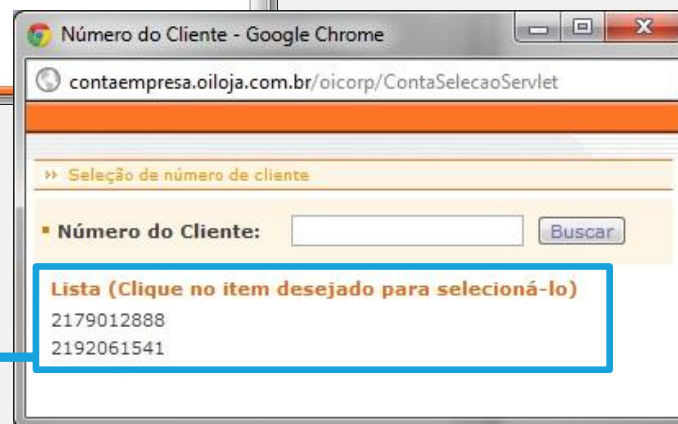 Número do Cliente - Google Chrome
contaempresa.oiloja.com.br/oicorp/ContaSelecaoServlet
Seleção de número de cliente
Número do Cliente:
Buscar
Lista (Clique no item desejado para selecioná-lo)
2179012888
2192061541